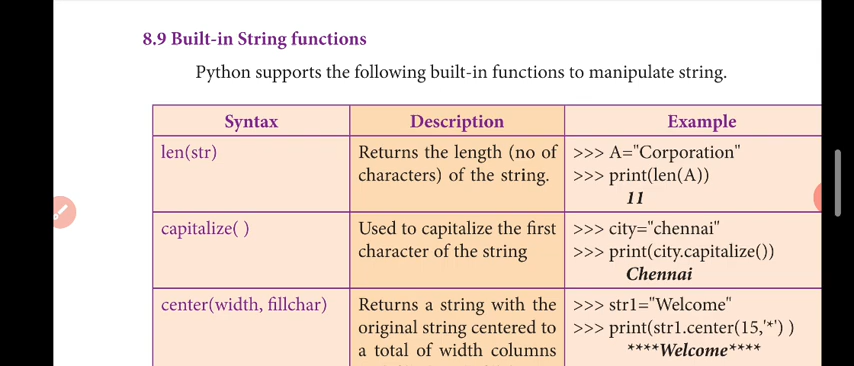 8.9 Built-in String functions
Python supports the following built-in functions to manipulate string.
Syntax Description Example
len(str)
Returns the length (no of
characters) of the string.
>>> A="Corporation"
>>> print(len(A))
11
capitalize( )
Used to capitalize the first
character of the string
>>> city="chennai"
>>> print(city.capitalize())
Chennai
center(width, fillchar)
Returns a string with the
original string centered to
a total of width columns
>>> str1="Welcome"
>>> print(str1.center(15,'*') )
****Welcome****